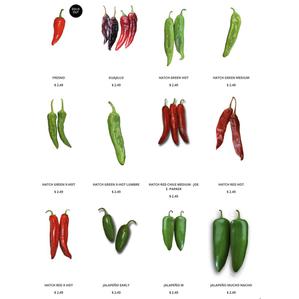 SOLD
OUT
FRESNO
$ 2.49
GUAJILLO
$ 2.49
HATCH GREEN HOT
$ 2.49
HATCH GREEN MEDIUM
$ 2.49
HATCH GREEN X-HOT
$ 2.49
HATCH GREEN X-HOT LUMBRE
$ 2.49
HATCH RED CHILE MEDIUM - JOE
E. PARKER
$ 2.49
HATCH RED HOT
$ 2.49
HATCH RED X HOT
$ 2.49
JALAPEÑO EARLY
$ 2.49
JALAPEÑO M
$ 2.49
JALAPEÑO MUCHO NACHO
$ 2.49